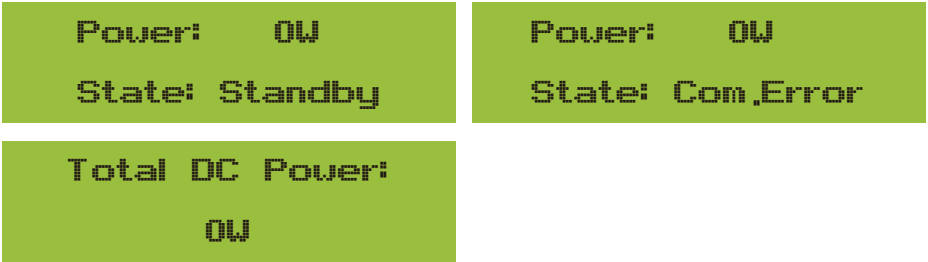 Power: 0W
State: Standby
Power: 0W
State: Com.Error
Total DC Power:
0W